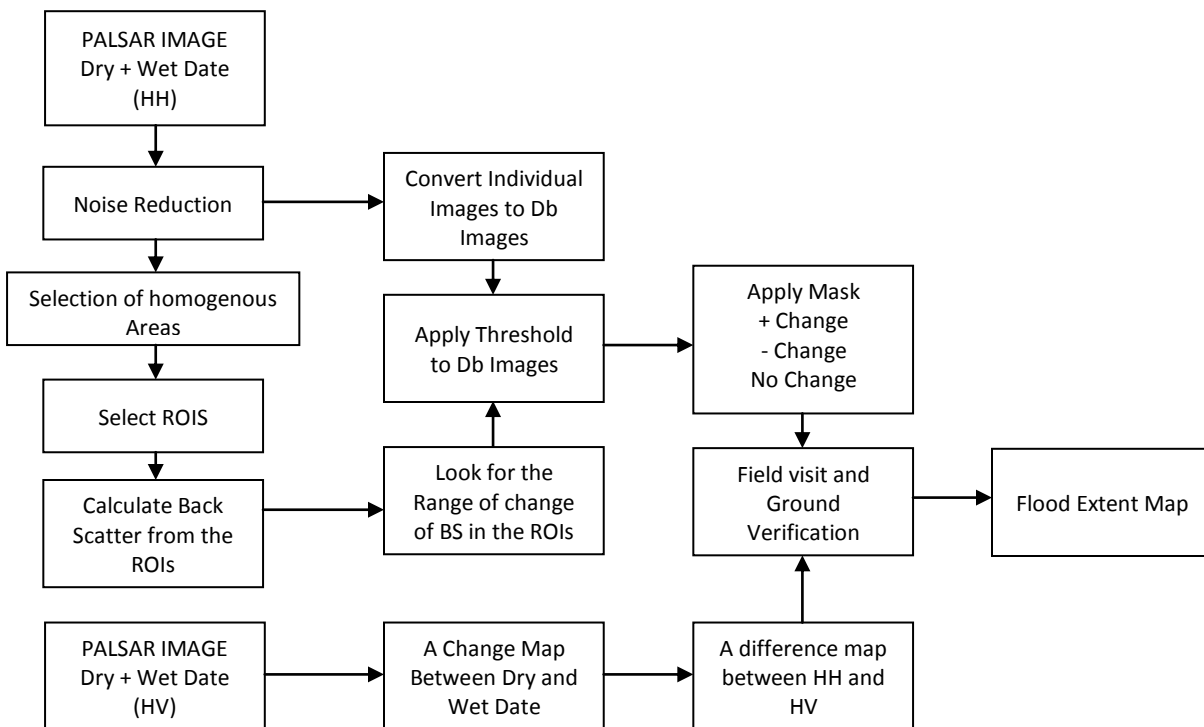 PALSAR IMAGE
Dry + Wet Date
(HH)
Noise Reduction
Convert Individual
Images to Db
Images
Selection of homogenous
Areas
Apply Threshold
to Db Images
Apply Mask
+ Change
- Change
No Change
Select ROIS
Calculate Back
Scatter from the
ROIs
Look for the
Range of change
of BS in the ROIs
Field visit and
Ground
Verification
Flood Extent Map
PALSAR IMAGE
Dry + Wet Date
(HV)
A Change Map
Between Dry and
Wet Date
A difference map
between HH and
HV